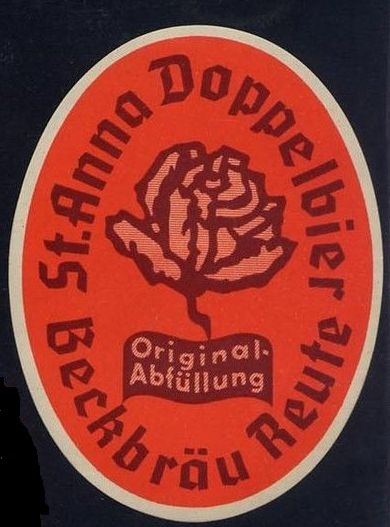 St. Anna Doppelbier
Original-
Abfüllung
Beckbräu Reute